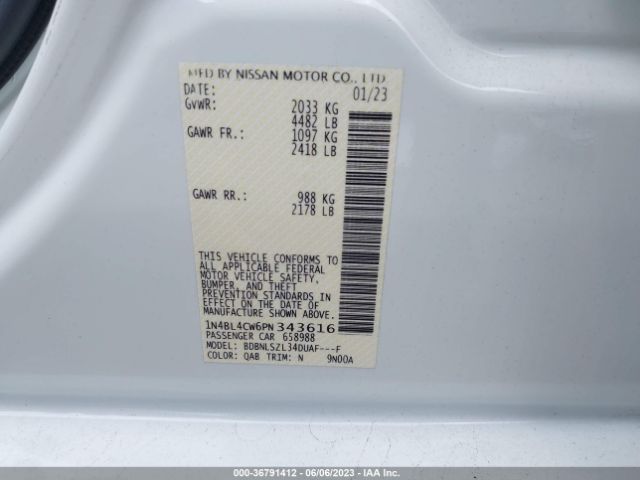 MFD BY NISSAN MOTOR CO., LTD.
DATE: 01/23
GVWR: 2033 KG
4482 LB
GAWR FR.: 1097 KG
2418 LB
GAWR RR.: 988 KG
2178 LB
THIS VEHICLE CONFORMS TO
ALL APPLICABLE FEDERAL
MOTOR VEHICLE SAFETY,
BUMPER, AND THEFT
PREVENTION STANDARDS IN
EFFECT ON THE DATE OF
MANUFACTURE SHOWN ABOVE.
1N4BL4CW6PN343616
PASSENGER CAR 658988
MODEL: BDBNLSZL34DUAF---F
COLOR: QAB TRIM: N 9N00A
000-36791412 - 06/06/2023 - IAA Inc.